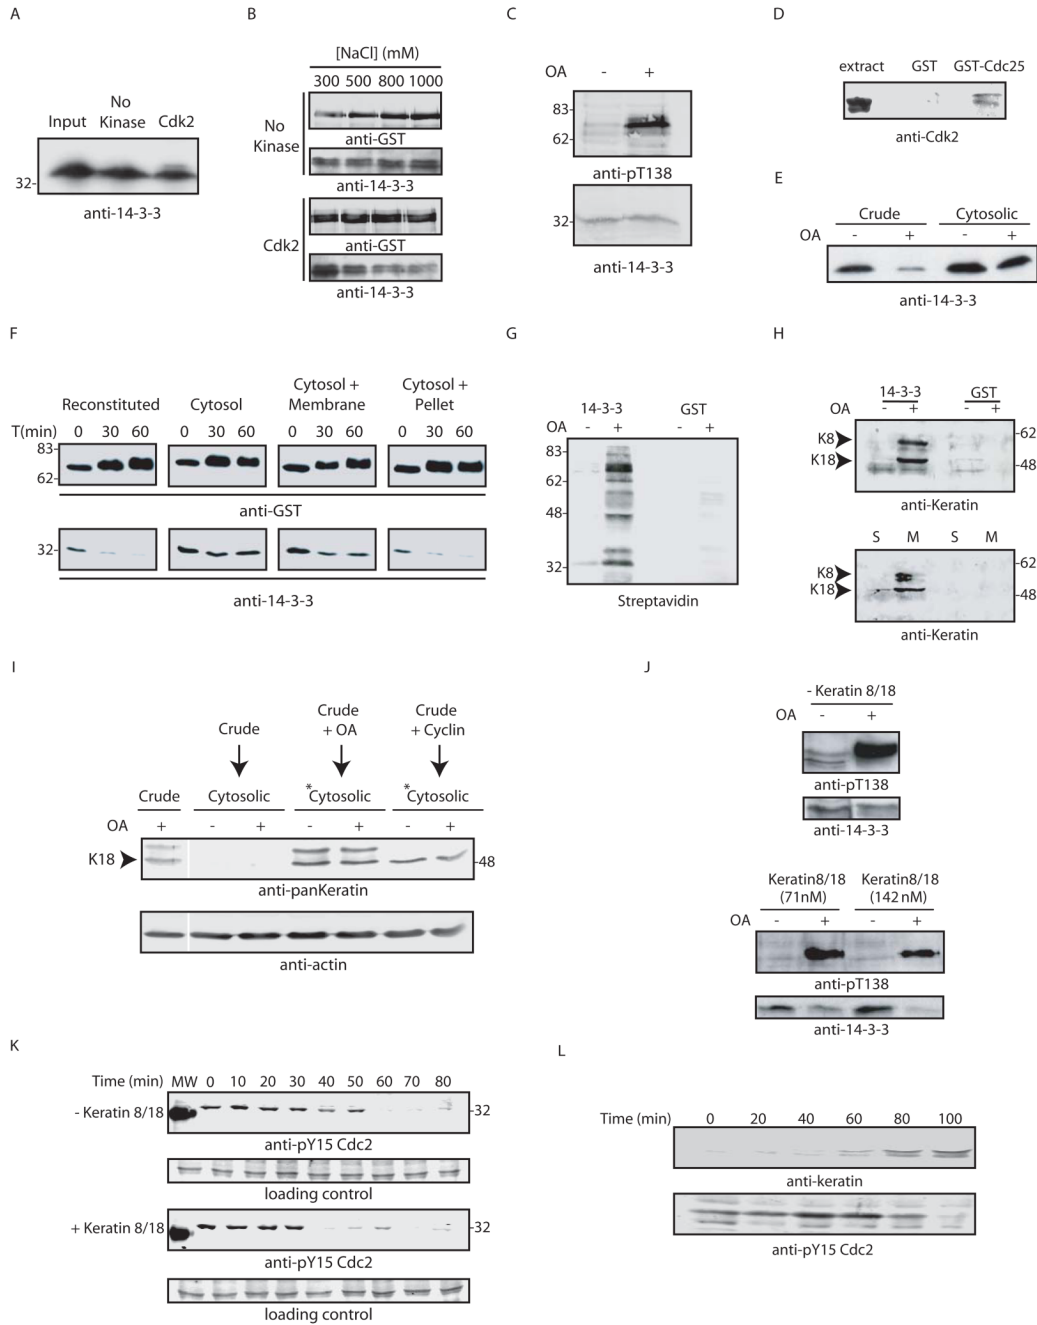 A
Input No Kinase Cdk2
32-
anti-14-3-3
B
[NaCl] (mM)
300 500 800 1000
No Kinase
anti-GST
anti-14-3-3
Cdk2
anti-GST
anti-14-3-3
C
OA - +
83-
62-
anti-pT138
32-
anti-14-3-3
D
extract GST GST-Cdc25
anti-Cdk2
E
Crude Cytosolic
OA - + - +
anti-14-3-3
F
Cytosol + Cytosol +
Reconstituted Cytosol Membrane Pellet
T(min) 0 30 60 0 30 60 0 30 60 0 30 60
83-
62-
anti-GST
32-
anti-14-3-3
G
14-3-3 GST
OA - + - +
83-
62-
48-
32-
Streptavidin
H
14-3-3 GST
OA - + - +
K8 -62
K18 -48
anti-Keratin
S M S M
K8 -62
K18 -48
anti-Keratin
I
Crude Crude Crude
+ OA + Cyclin
Crude Cytosolic *Cytosolic *Cytosolic
OA + - + - + - +
K18 -48
anti-panKeratin
anti-actin
J
- Keratin 8/18
OA - +
anti-pT138
anti-14-3-3
Keratin8/18 Keratin8/18
(71nM) (142 nM)
OA - + - +
anti-pT138
anti-14-3-3
K
Time (min) MW 0 10 20 30 40 50 60 70 80
- Keratin 8/18 -32
anti-pY15 Cdc2
loading control
+ Keratin 8/18 -32
anti-pY15 Cdc2
loading control
L
Time (min) 0 20 40 60 80 100
anti-keratin
anti-pY15 Cdc2